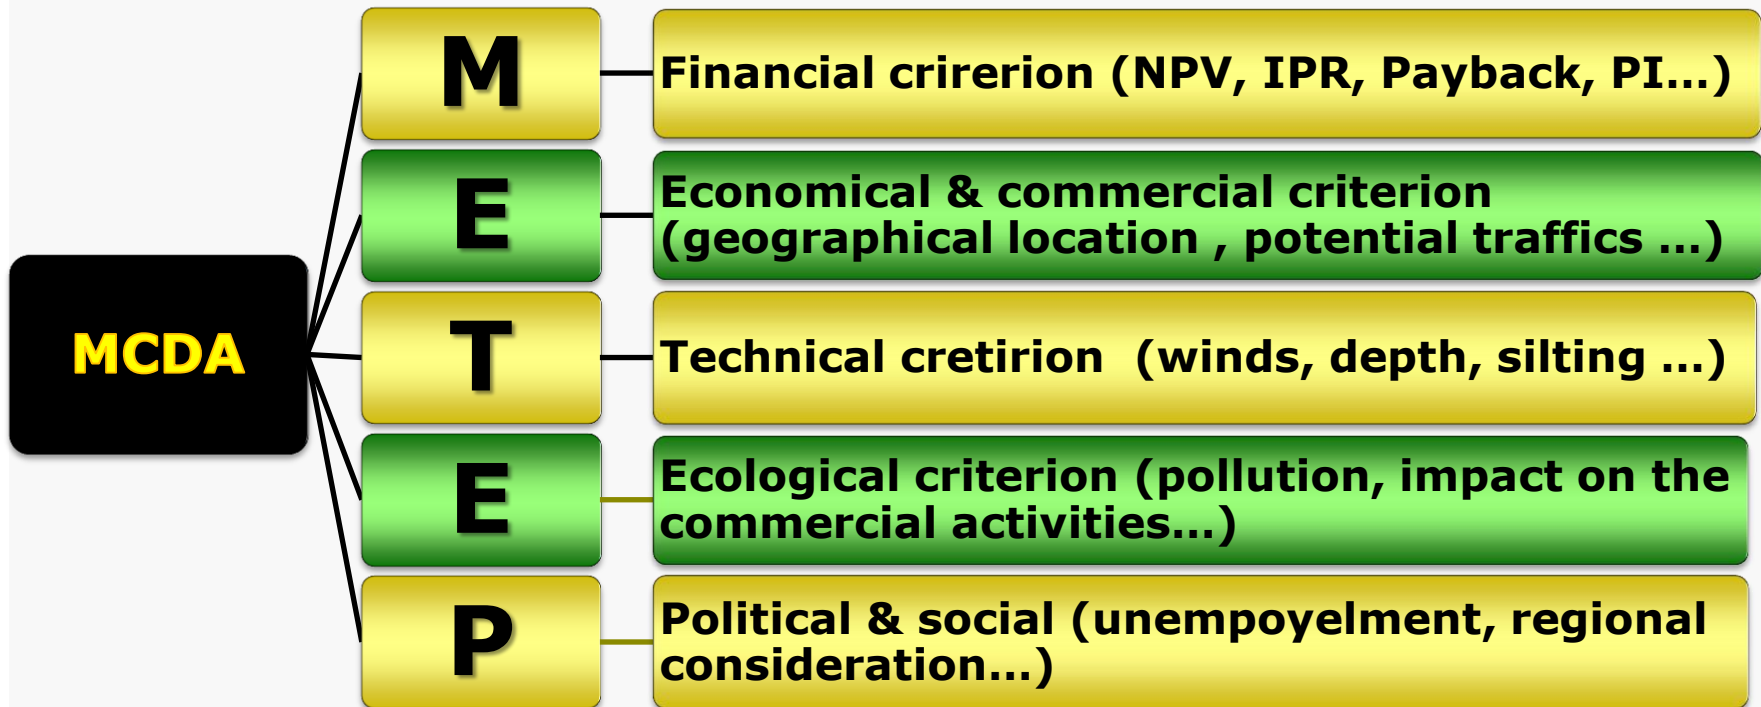 M
Financial crirerion (NPV, IPR, Payback, PI...)
E
Economical & commercial criterion
(geographical location , potential traffics ...)
MCDA
T
Technical cretirion (winds, depth, silting ...)
E
Ecological criterion (pollution, impact on the
commercial activities...)
P
Political & social (unempoyelment, regional
consideration...)